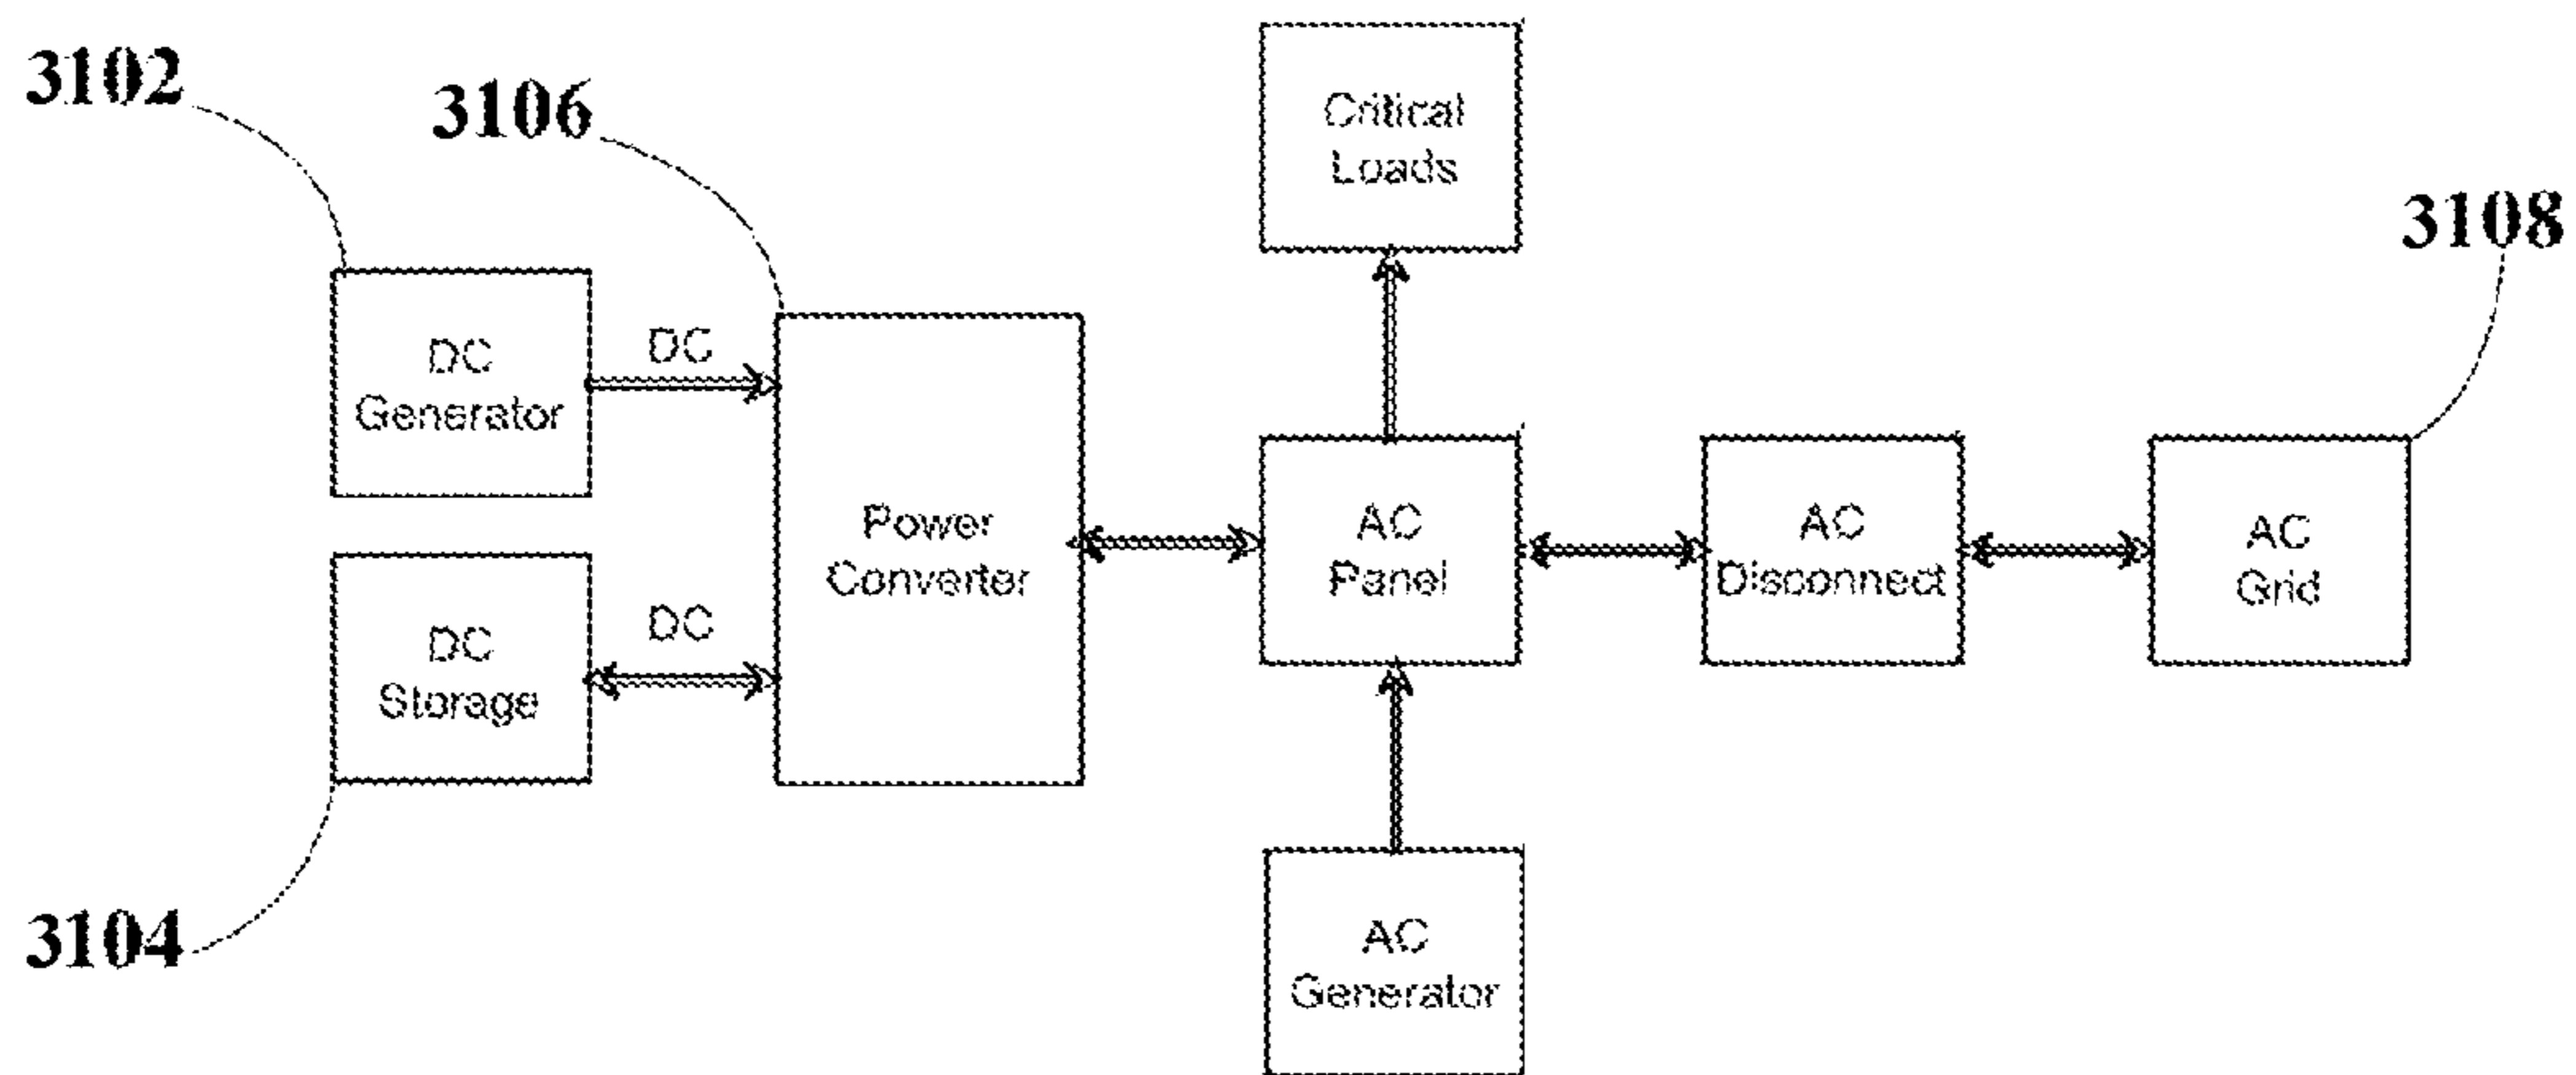 3102
3106
3108
3104
Critical
Loads
DC
Generator
DC
DC
Storage
DC
Power
Converter
AC
Panel
AC
Disconnect
AC
Grid
AC
Generator